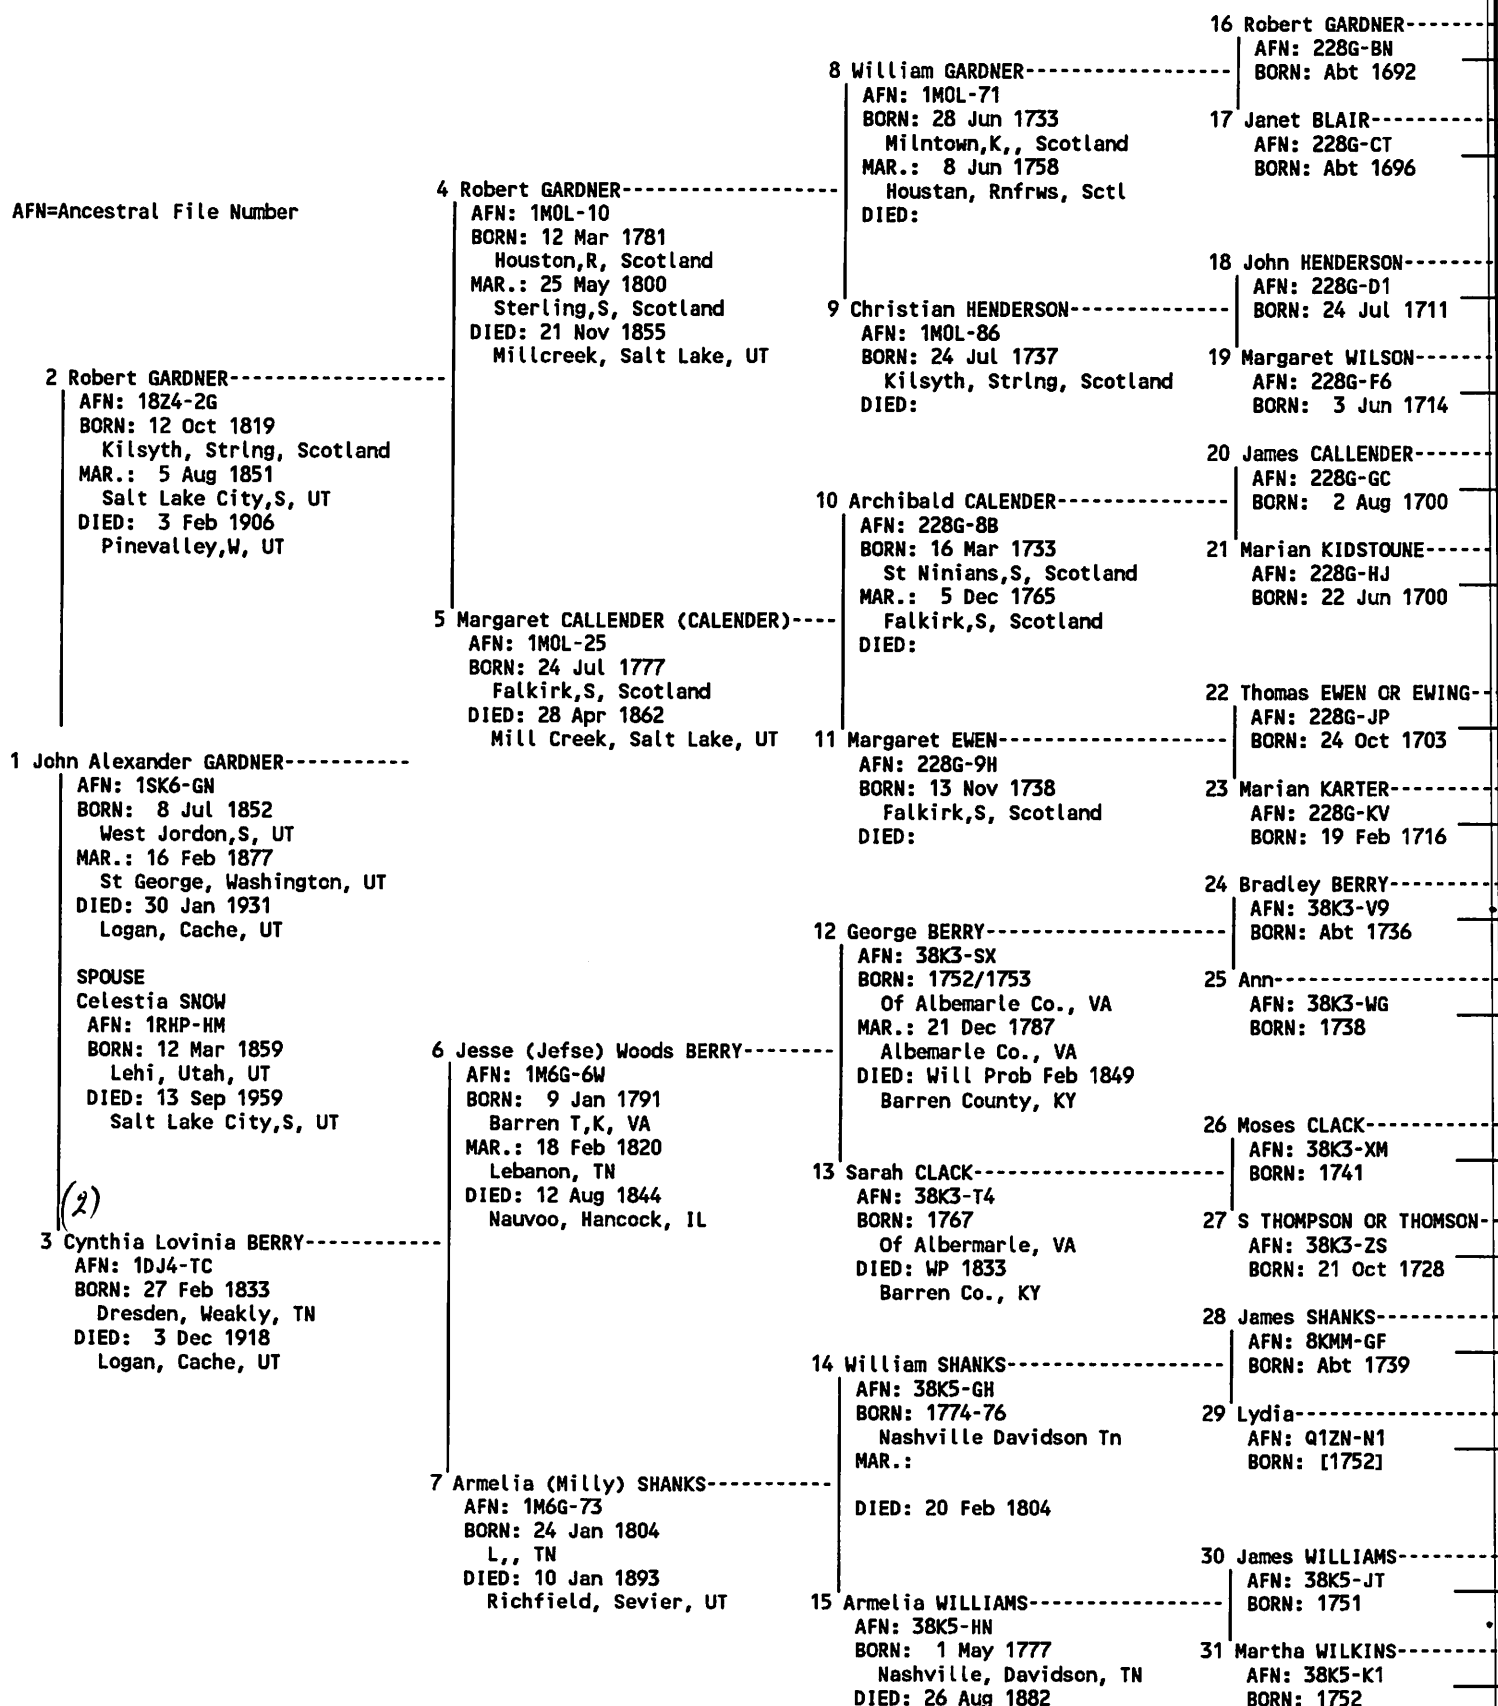 AFN=Ancestral File Number
1 John Alexander GARDNER-----------
AFN: 1SK6-GN
BORN: 8 Jul 1852
West Jordon,S, UT
MAR.: 16 Feb 1877
St George, Washington, UT
DIED: 30 Jan 1931
Logan, Cache, UT
SPOUSE
Celestia SNOW
AFN: 1RHP-HM
BORN: 12 Mar 1859
Lehi, Utah, UT
DIED: 13 Sep 1959
Salt Lake City,S, UT
2 Robert GARDNER------------------
AFN: 18Z4-2G
BORN: 12 Oct 1819
Kilsyth, Strlng, Scotland
MAR.: 5 Aug 1851
Salt Lake City,S, UT
DIED: 3 Feb 1906
Pinevalley,W, UT
(2)
3 Cynthia Lovinia BERRY------------
AFN: 1DJ4-TC
BORN: 27 Feb 1833
Dresden, Weakly, TN
DIED: 3 Dec 1918
Logan, Cache, UT
4 Robert GARDNER------------------
AFN: 1M0L-10
BORN: 12 Mar 1781
Houston,R, Scotland
MAR.: 25 May 1800
Sterling,S, Scotland
DIED: 21 Nov 1855
Millcreek, Salt Lake, UT
5 Margaret CALLENDER (CALENDER)----
AFN: 1M0L-25
BORN: 24 Jul 1777
Falkirk,S, Scotland
DIED: 28 Apr 1862
Mill Creek, Salt Lake, UT
6 Jesse (Jefse) Woods BERRY--------
AFN: 1M6G-6W
BORN: 9 Jan 1791
Barren T,K, VA
MAR.: 18 Feb 1820
Lebanon, TN
DIED: 12 Aug 1844
Nauvoo, Hancock, IL
7 Armelia (Milly) SHANKS-----------
AFN: 1M6G-73
BORN: 24 Jan 1804
L,, TN
DIED: 10 Jan 1893
Richfield, Sevier, UT
8 William GARDNER-----------------
AFN: 1M0L-71
BORN: 28 Jun 1733
Milntown,K,, Scotland
MAR.: 8 Jun 1758
Houstan, Rnfrws, Sctl
DIED:
9 Christian HENDERSON-------------
AFN: 1M0L-86
BORN: 24 Jul 1737
Kilsyth, Strlng, Scotland
DIED:
10 Archibald CALENDER--------------
AFN: 228G-8B
BORN: 16 Mar 1733
St Ninians,S, Scotland
MAR.: 5 Dec 1765
Falkirk,S, Scotland
DIED:
11 Margaret EWEN-------------------
AFN: 228G-9H
BORN: 13 Nov 1738
Falkirk,S, Scotland
DIED:
12 George BERRY--------------------
AFN: 38K3-SX
BORN: 1752/1753
Of Albemarle Co., VA
MAR.: 21 Dec 1787
Albemarle Co., VA
DIED: Will Prob Feb 1849
Barren County, KY
13 Sarah CLACK---------------------
AFN: 38K3-T4
BORN: 1767
Of Albermarle, VA
DIED: WP 1833
Barren Co., KY
14 William SHANKS------------------
AFN: 38K5-GH
BORN: 1774-76
Nashville Davidson Tn
MAR.:
DIED: 20 Feb 1804
15 Armelia WILLIAMS----------------
AFN: 38K5-HN
BORN: 1 May 1777
Nashville, Davidson, TN
DIED: 26 Aug 1882
16 Robert GARDNER-------
AFN: 228G-BN
BORN: Abt 1692
17 Janet BLAIR----------
AFN: 228G-CT
BORN: Abt 1696
18 John HENDERSON-------
AFN: 228G-D1
BORN: 24 Jul 1711
19 Margaret WILSON------
AFN: 228G-F6
BORN: 3 Jun 1714
20 James CALLENDER------
AFN: 228G-GC
BORN: 2 Aug 1700
21 Marian KIDSTOUNE-----
AFN: 228G-HJ
BORN: 22 Jun 1700
22 Thomas EWEN OR EWING--
AFN: 228G-JP
BORN: 24 Oct 1703
23 Marian KARTER--------
AFN: 228G-KV
BORN: 19 Feb 1716
24 Bradley BERRY--------
AFN: 38K3-V9
BORN: Abt 1736
25 Ann------------------
AFN: 38K3-WG
BORN: 1738
26 Moses CLACK----------
AFN: 38K3-XM
BORN: 1741
27 S THOMPSON OR THOMSON-
AFN: 38K3-ZS
BORN: 21 Oct 1728
28 James SHANKS---------
AFN: 8KMM-GF
BORN: Abt 1739
29 Lydia----------------
AFN: Q1ZN-N1
BORN: [1752]
30 James WILLIAMS-------
AFN: 38K5-JT
BORN: 1751
31 Martha WILKINS-------
AFN: 38K5-K1
BORN: 1752